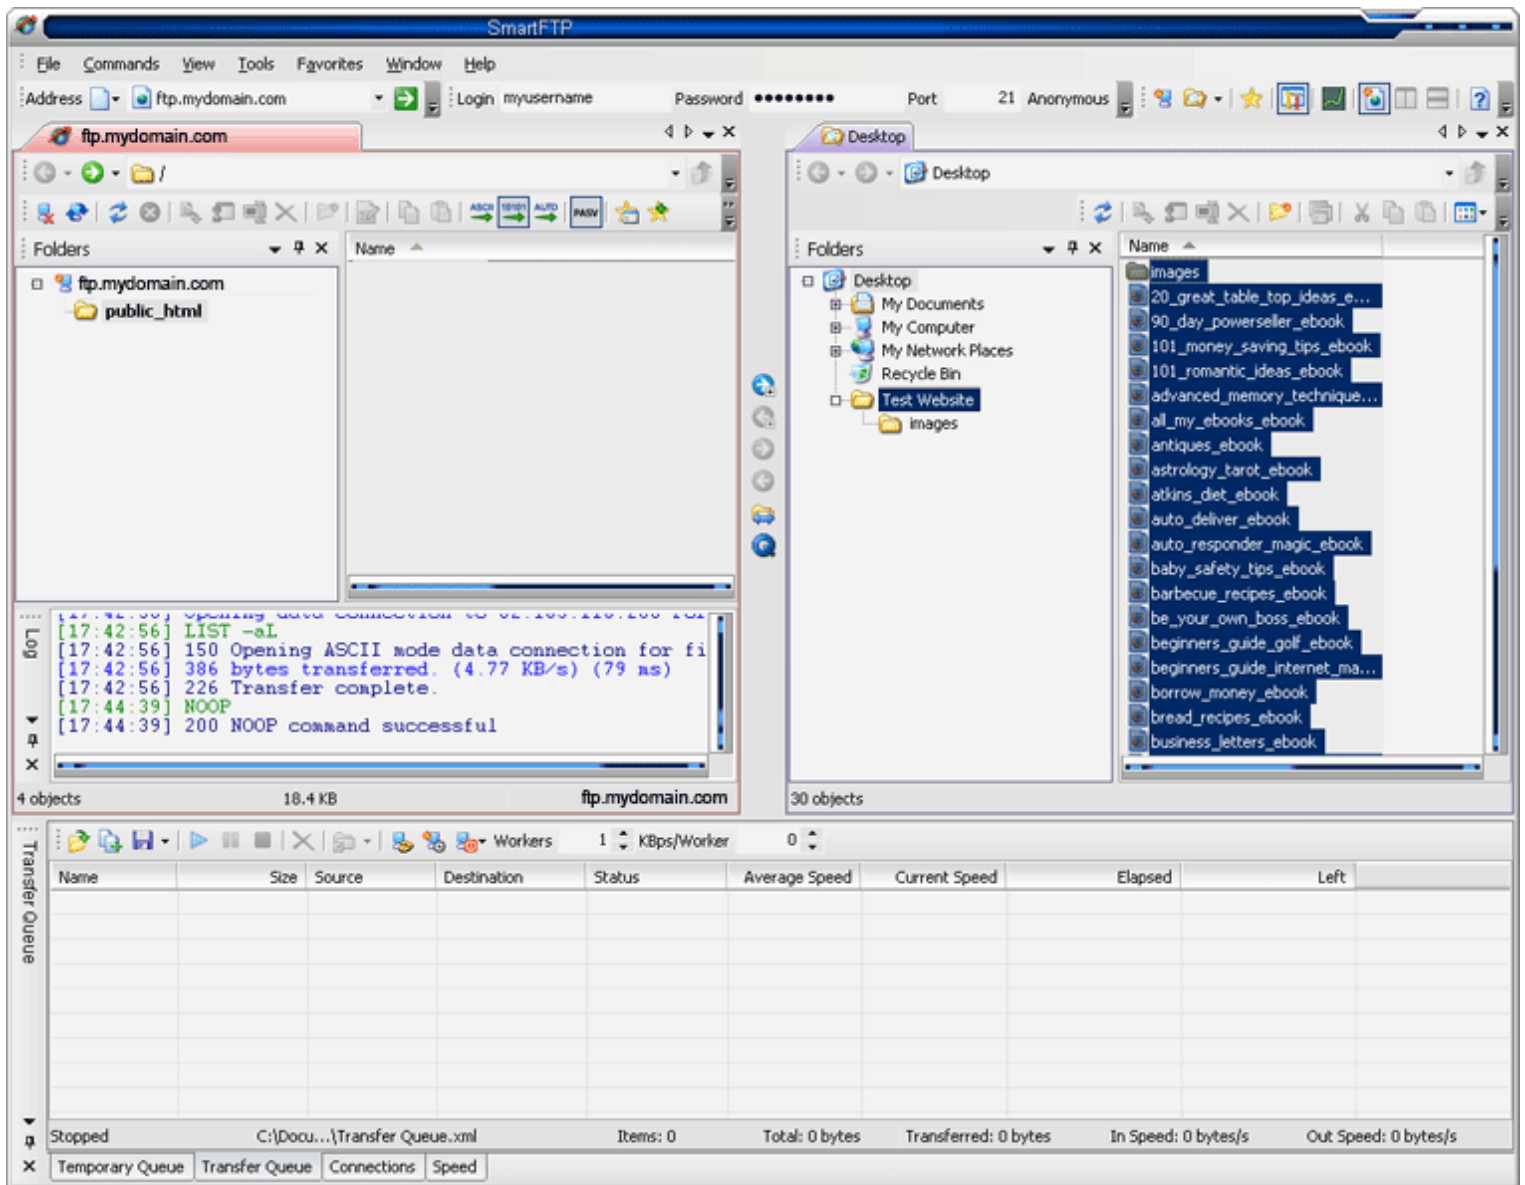 SmartFTP
File Commands View Tools Favorites Window Help
Address ftp.mydomain.com Login myusername Password •••••••• Port 21 Anonymous
ftp.mydomain.com
Desktop
/
Desktop
ASCII 10101 AUTO PASV
Folders
Name
ftp.mydomain.com
public_html
Folders
Desktop
My Documents
My Computer
My Network Places
Recycle Bin
Test Website
images
Name
images
20_great_table_top_ideas_e...
90_day_powerseller_ebook
101_money_saving_tips_ebook
101_romantic_ideas_ebook
advanced_memory_technique...
all_my_ebooks_ebook
antiques_ebook
astrology_tarot_ebook
atkins_diet_ebook
auto_deliver_ebook
auto_responder_magic_ebook
baby_safety_tips_ebook
barbecue_recipes_ebook
be_your_own_boss_ebook
beginners_guide_golf_ebook
beginners_guide_internet_ma...
borrow_money_ebook
bread_recipes_ebook
business_letters_ebook
Log
Opening data connection to
[17:42:56] LIST -aL
[17:42:56] 150 Opening ASCII mode data connection for fi
[17:42:56] 386 bytes transferred. (4.77 KB/s) (79 ms)
[17:42:56] 226 Transfer complete.
[17:44:39] NOOP
[17:44:39] 200 NOOP command successful
4 objects 18.4 KB ftp.mydomain.com
30 objects
Transfer Queue
Workers 1 KBps/Worker 0
Name Size Source Destination Status Average Speed Current Speed Elapsed Left
Stopped C:\Docu...\Transfer Queue.xml Items: 0 Total: 0 bytes Transferred: 0 bytes In Speed: 0 bytes/s Out Speed: 0 bytes/s
Temporary Queue Transfer Queue Connections Speed